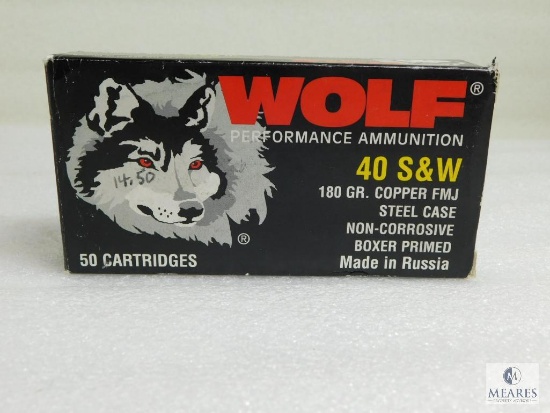 WOLF®
PERFORMANCE AMMUNITION
40 S&W
14.50
180 GR. COPPER FMJ
STEEL CASE
NON-CORROSIVE
®
BOXER PRIMED
50 CARTRIDGES
Made in Russia
MEARES